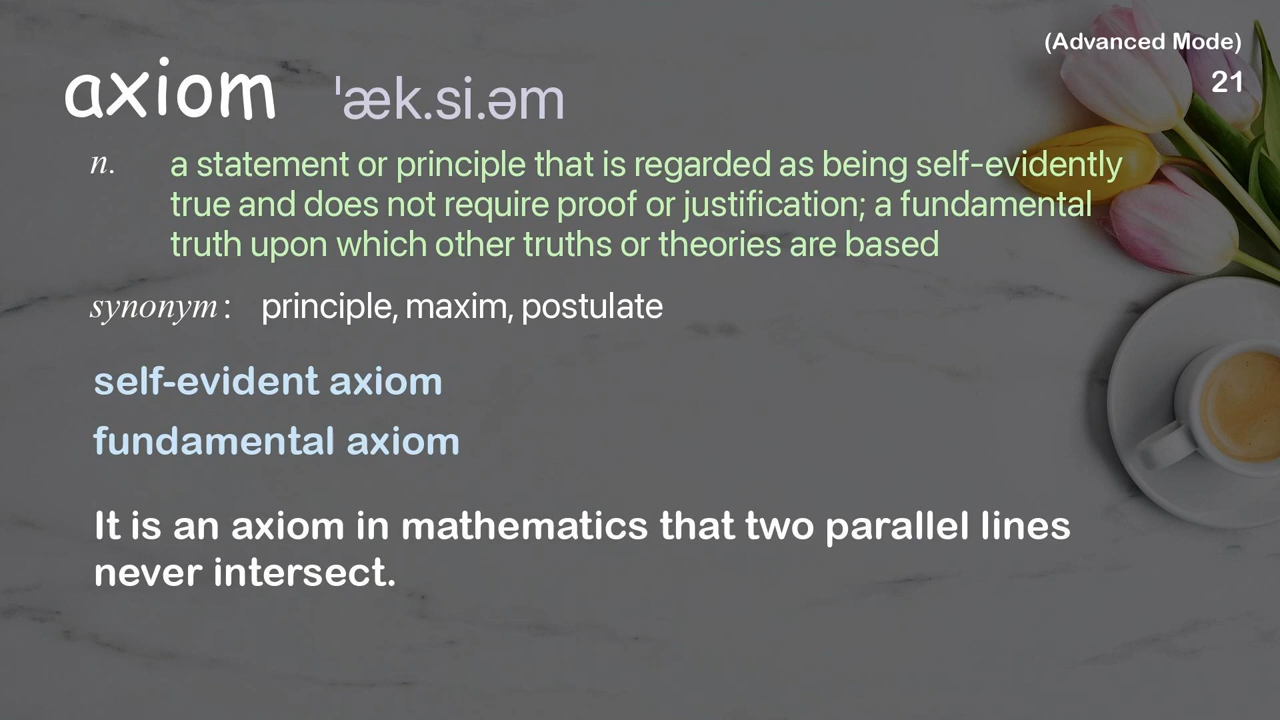 (Advanced Mode)
21
axiom ˈæk.si.əm
n. a statement or principle that is regarded as being self-evidently
true and does not require proof or justification; a fundamental
truth upon which other truths or theories are based
synonym: principle, maxim, postulate
self-evident axiom
fundamental axiom
It is an axiom in mathematics that two parallel lines
never intersect.